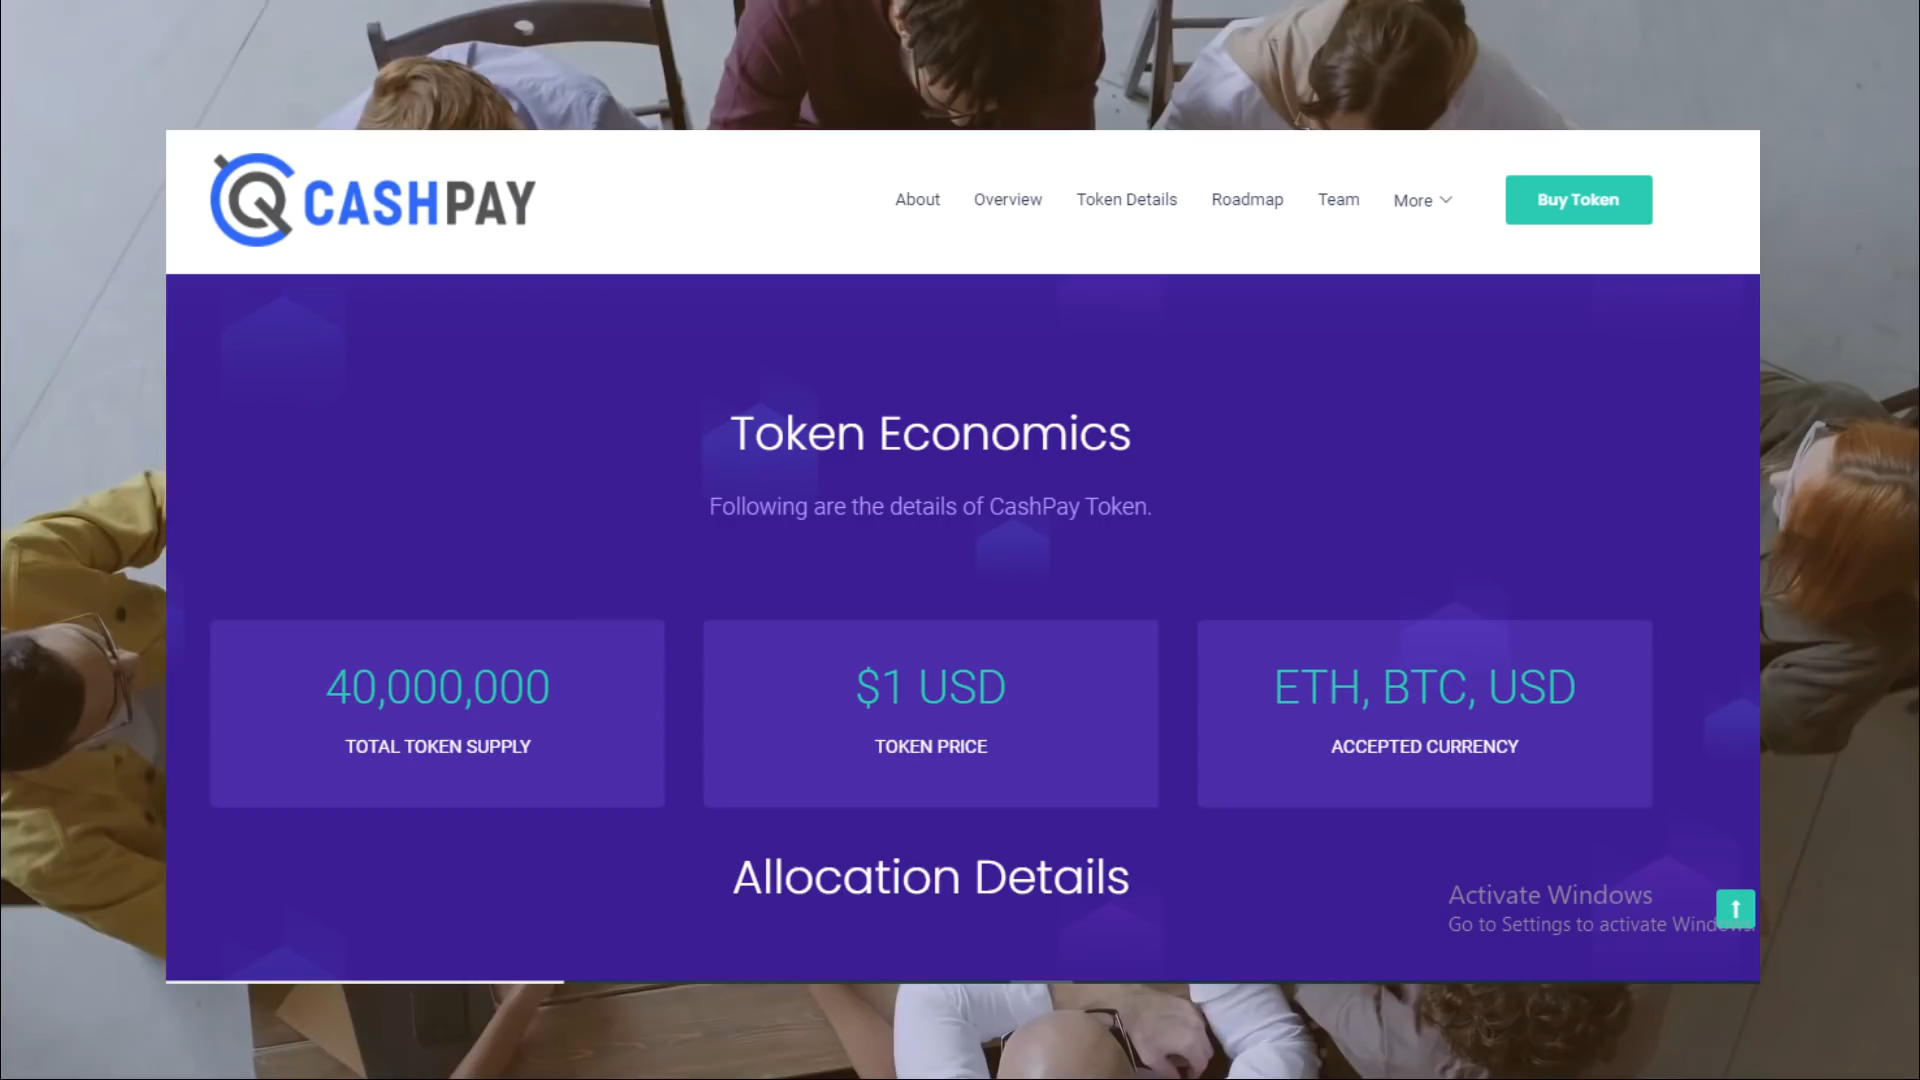 CASHPAY
About Overview Token Details Roadmap Team More Buy Token
Token Economics
Following are the details of CashPay Token.
40,000,000 $1 USD ETH, BTC, USD
TOTAL TOKEN SUPPLY TOKEN PRICE ACCEPTED CURRENCY
Allocation Details
Activate Windows
Go to Settings to activate Windows.